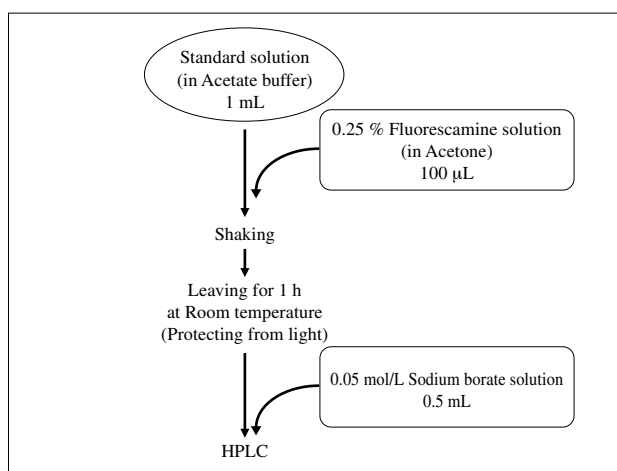 Standard solution
(in Acetate buffer)
1 mL
0.25 % Fluorescamine solution
(in Acetone)
100 μL
Shaking
Leaving for 1 h
at Room temperature
(Protecting from light)
0.05 mol/L Sodium borate solution
0.5 mL
HPLC